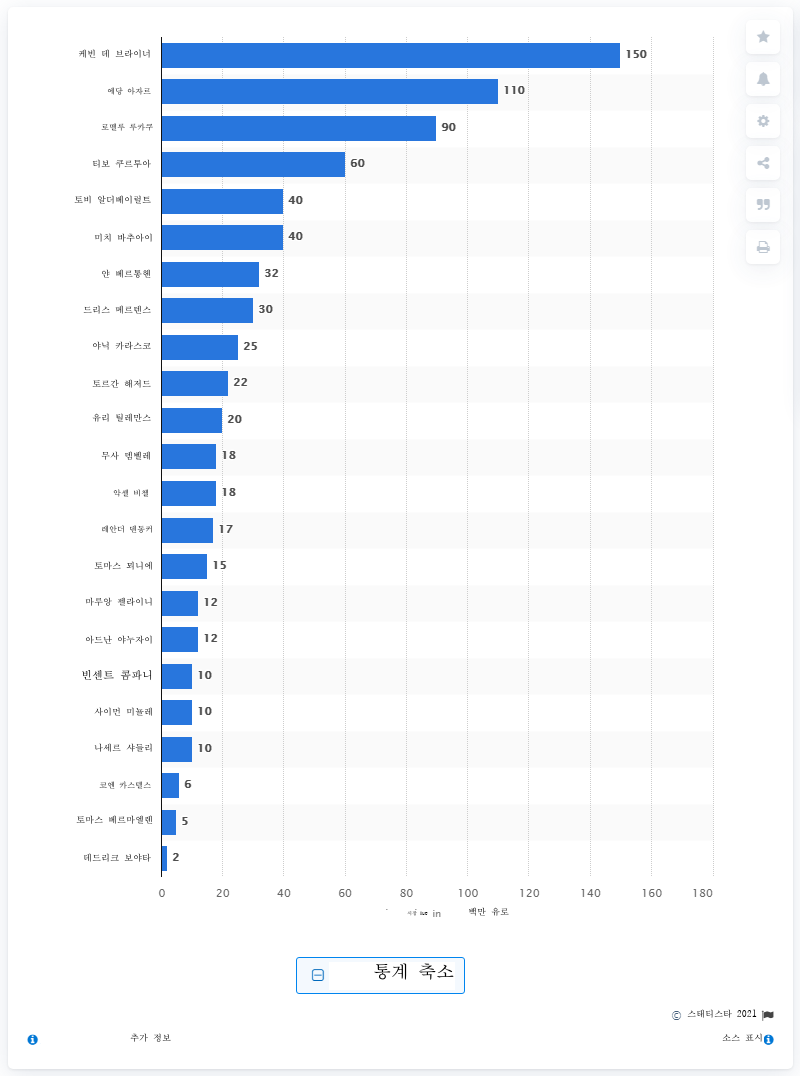 케빈 데 브라이너 150
에당 아자르 110
로멜루 루카쿠 90
티보 쿠르투아 60
토비 알더베이럴트 40
미치 바추아이 40
얀 베르통헨 32
드리스 메르텐스 30
야닉 카라스코 25
토르간 해저드 22
유리 틸레만스 20
무사 뎀벨레 18
악셀 비첼 18
레안더 덴동커 17
토마스 뫼니에 15
마루앙 펠라이니 12
아드난 야누자이 12
빈센트 콤파니 10
사이먼 미뇰레 10
나세르 샤들리 10
코엔 카스텔스 6
토마스 베르마엘렌 5
데드리크 보야타 2
0 20 40 60 80 100 120 140 160 180
in 백만 유로
통계 축소
© 스태티스타 2021
추가 정보 소스 표시